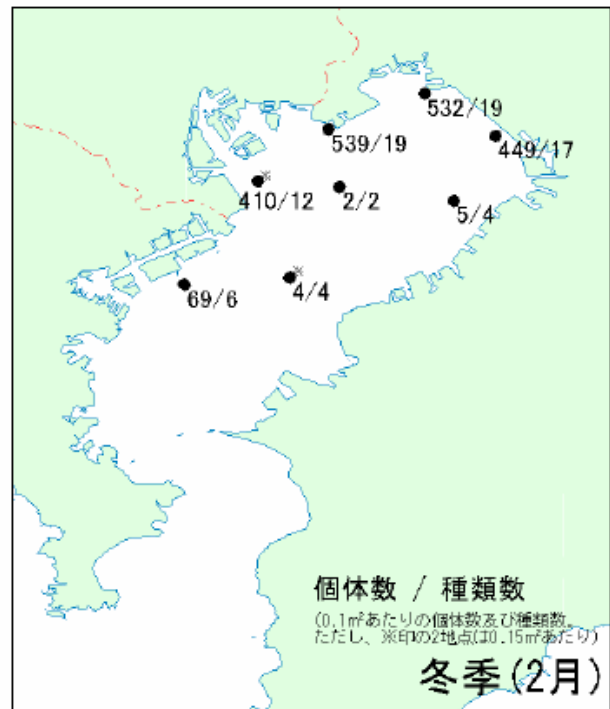 532/19
539/19
449/17
※
410/12
2/2
5/4
※
4/4
69/6
個体数 / 種類数
(0.1㎡あたりの個体数及び種類数。
ただし、※印の2地点は0.15㎡あたり)
冬季(2月)